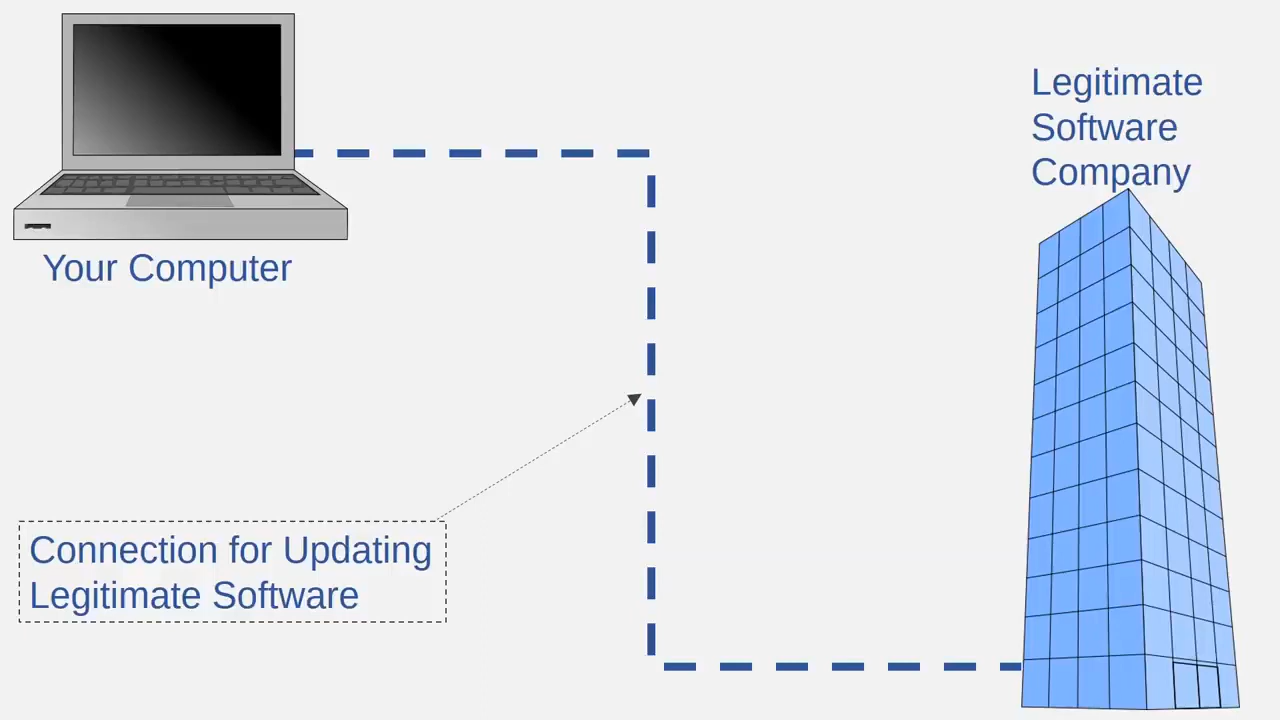 Legitimate
Software
Company
Your Computer
Connection for Updating
Legitimate Software